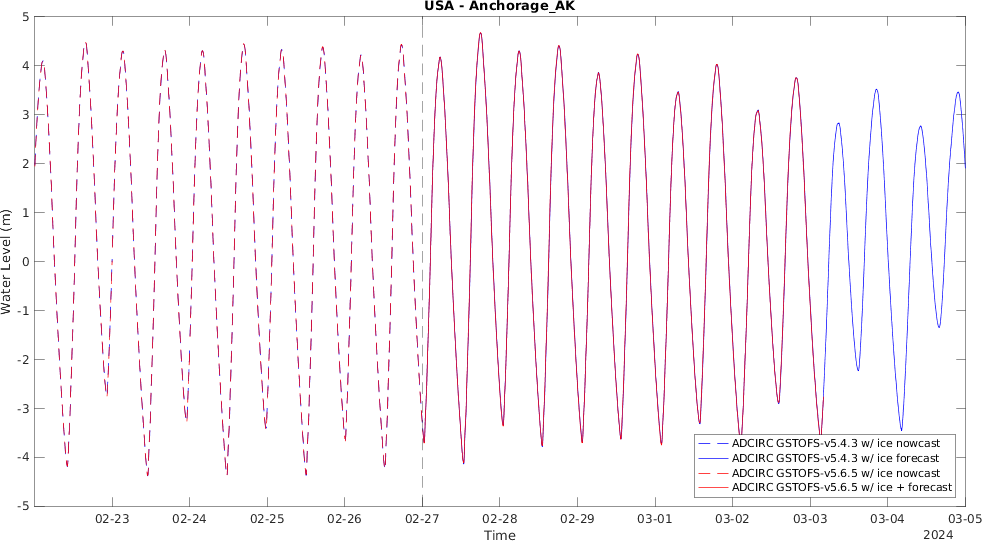 USA - Anchorage_AK
5
4
3
2
1
0
-1
-2
-3
-4
-5
Water Level (m)
ADCIRC GSTOFS-v5.4.3 w/ ice nowcast
ADCIRC GSTOFS-v5.4.3 w/ ice forecast
ADCIRC GSTOFS-v5.6.5 w/ ice nowcast
ADCIRC GSTOFS-v5.6.5 w/ ice + forecast
02-23 02-24 02-25 02-26 02-27 02-28 02-29 03-01 03-02 03-03 03-04 03-05
Time
2024